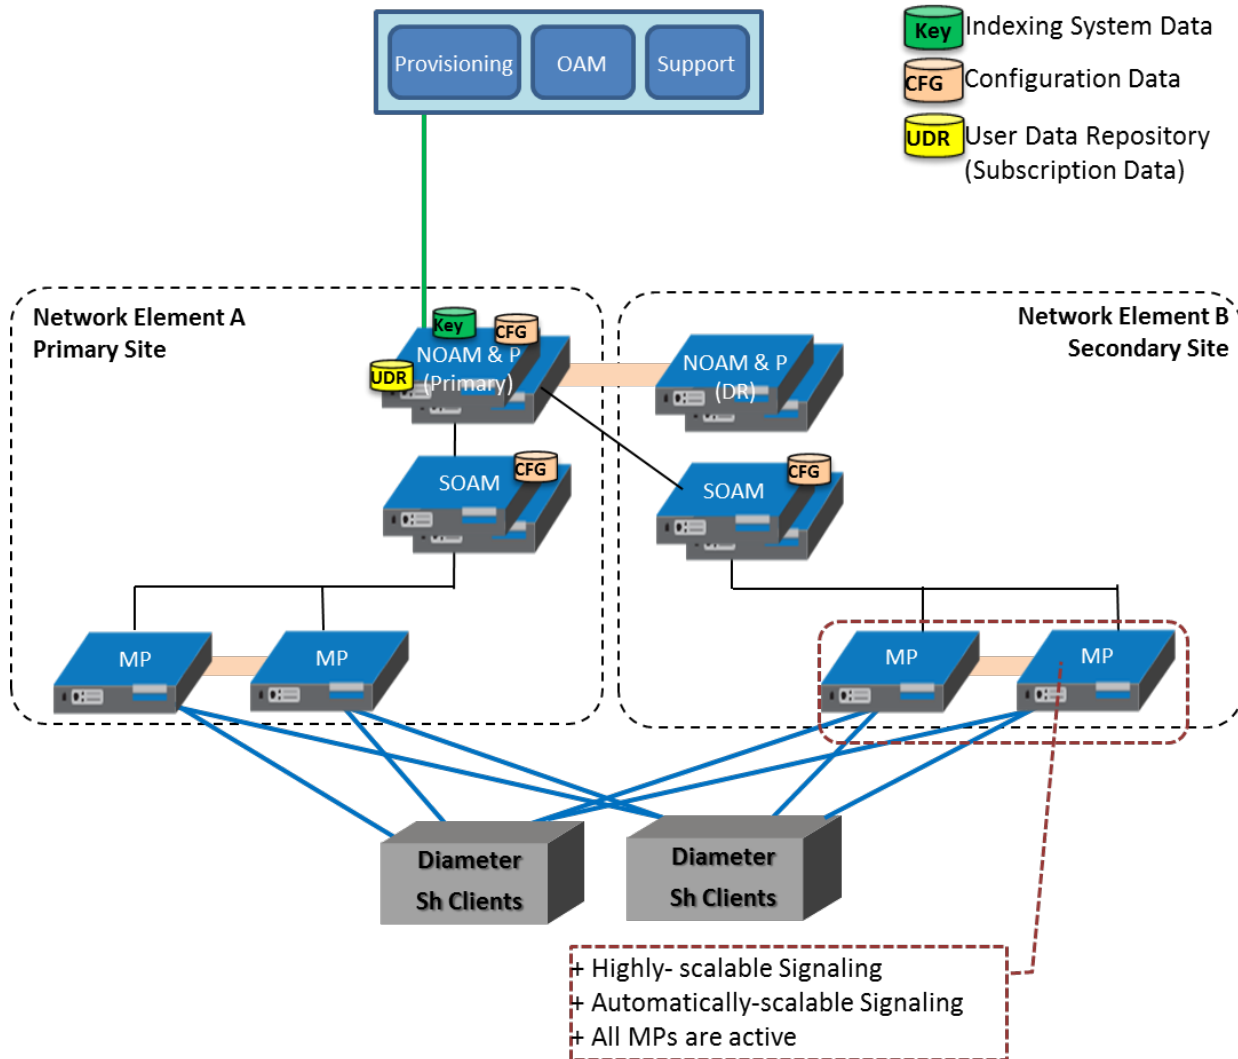 Provisioning
OAM
Support
Key
Indexing System Data
CFG
Configuration Data
UDR
User Data Repository
(Subscription Data)
Network Element A
Primary Site
Network Element B
Secondary Site
Key
CFG
UDR
NOAM & P
(Primary)
NOAM & P
(DR)
CFG
SOAM
CFG
SOAM
MP
MP
MP
MP
Diameter
Sh Clients
Diameter
Sh Clients
+ Highly- scalable Signaling
+ Automatically-scalable Signaling
+ All MPs are active